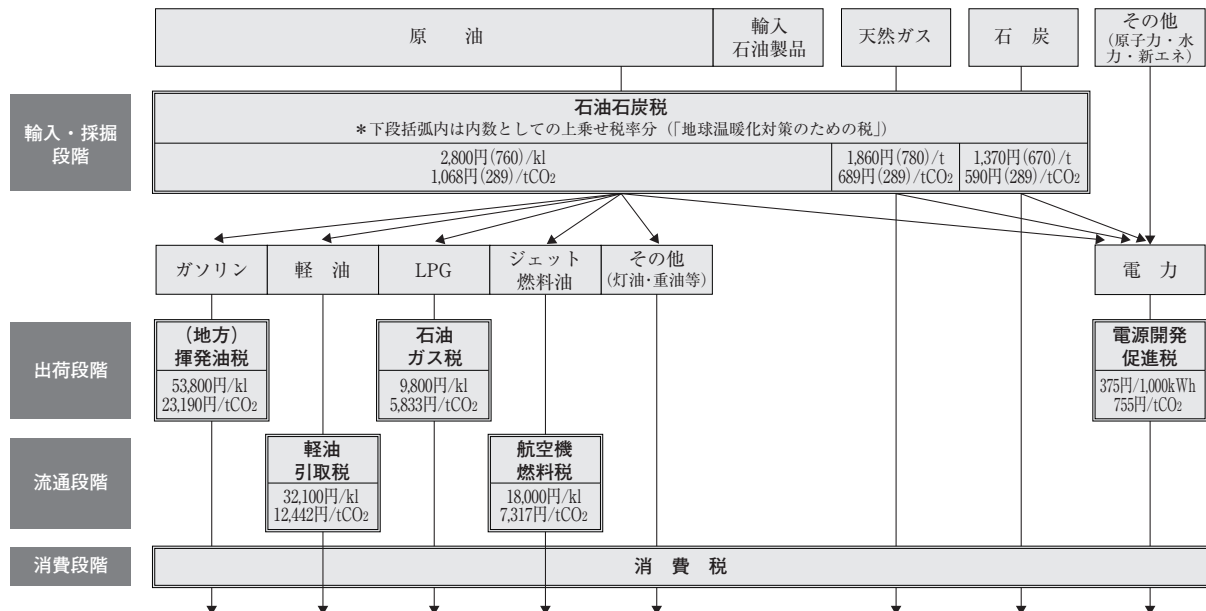 原　油
輸入
石油製品
天然ガス
石　炭
その他
(原子力・水
力・新エネ)
輸入・採掘
段階
石油石炭税
＊下段括弧内は内数としての上乗せ税率分（「地球温暖化対策のための税」）
2,800円(760)/kl
1,068円(289)/tCO2
1,860円(780)/t
689円(289)/tCO2
1,370円(670)/t
590円(289)/tCO2
ガソリン
軽　油
LPG
ジェット
燃料油
その他
(灯油・重油等)
電　力
出荷段階
（地方）
揮発油税
53,800円/kl
23,190円/tCO2
石油
ガス税
9,800円/kl
5,833円/tCO2
電源開発
促進税
375円/1,000kWh
755円/tCO2
流通段階
軽油
引取税
32,100円/kl
12,442円/tCO2
航空機
燃料税
18,000円/kl
7,317円/tCO2
消費段階
消　費　税